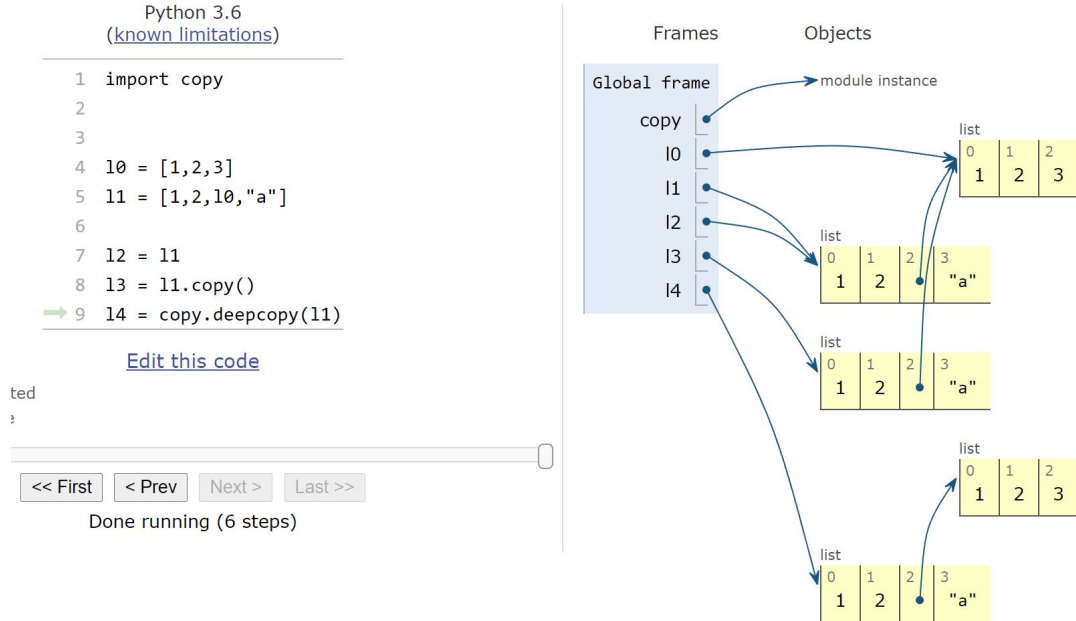 Python 3.6
(known limitations)
1 import copy
2
3
4 l0 = [1,2,3]
5 l1 = [1,2,l0,"a"]
6
7 l2 = l1
8 l3 = l1.copy()
9 l4 = copy.deepcopy(l1)
Edit this code
ted
<< First < Prev Next > Last >>
Done running (6 steps)
Frames Objects
Global frame
copy
l0
l1
l2
l3
l4
module instance
list
0 1 2
1 2 3
list
0 1 2 3
1 2 "a"
list
0 1 2 3
1 2 "a"
list
0 1 2
1 2 3
list
0 1 2 3
1 2 "a"